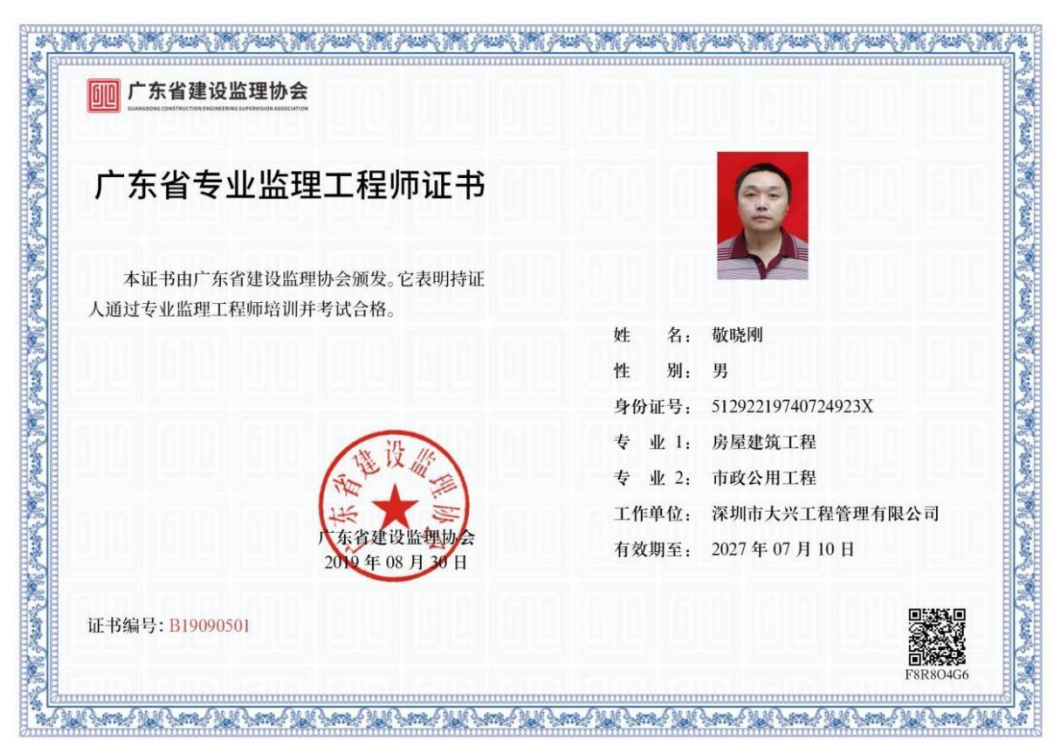 广东省建设监理协会
GUANGDONG CONSTRUCTION ENGINEERING SUPERVISION ASSOCIATION
广东省专业监理工程师证书
本证书由广东省建设监理协会颁发。它表明持证
人通过专业监理工程师培训并考试合格。
姓 名： 敬晓刚
性 别： 男
身份证号： 51292219740724923X
专 业 1： 房屋建筑工程
专 业 2： 市政公用工程
工作单位： 深圳市大兴工程管理有限公司
有效期至： 2027 年 07 月 10 日
广东省建设监理协会
广东省建设监理协会
2019 年 08 月 30 日
证书编号：B19090501
F8R8O4G6